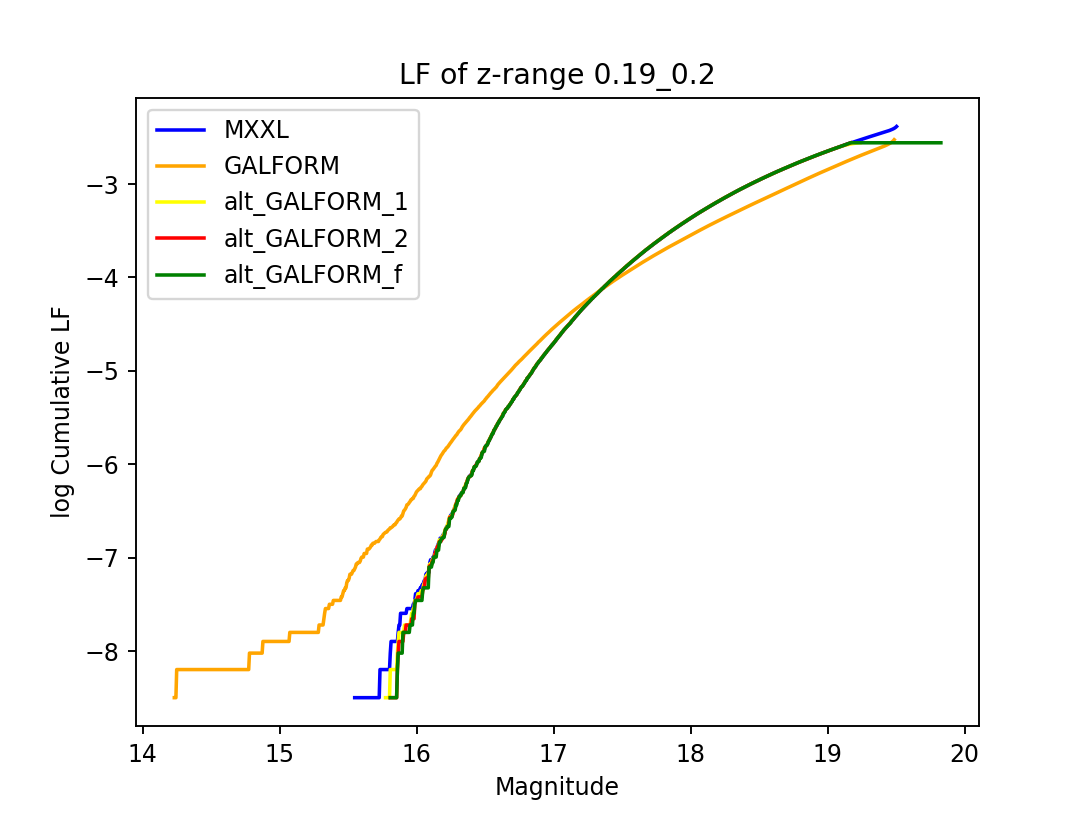 LF of z-range 0.19_0.2
MXXL
GALFORM
alt_GALFORM_1
alt_GALFORM_2
alt_GALFORM_f
log Cumulative LF
−3
−4
−5
−6
−7
−8
14 15 16 17 18 19 20
Magnitude